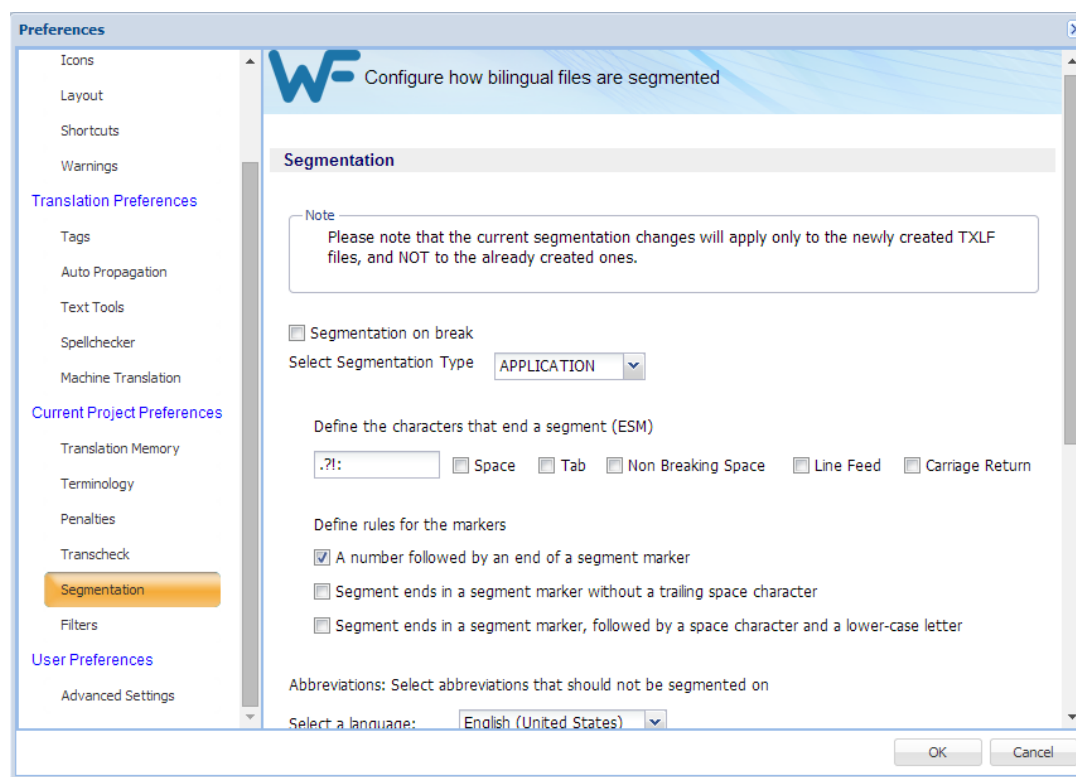 Preferences
Icons
Layout
Shortcuts
Warnings
Translation Preferences
Tags
Auto Propagation
Text Tools
Spellchecker
Machine Translation
Current Project Preferences
Translation Memory
Terminology
Penalties
Transcheck
Segmentation
Filters
User Preferences
Advanced Settings
WF
Configure how bilingual files are segmented
Segmentation
Note
Please note that the current segmentation changes will apply only to the newly created TXLF
files, and NOT to the already created ones.
Segmentation on break
Select Segmentation Type APPLICATION
Define the characters that end a segment (ESM)
.?!: Space Tab Non Breaking Space Line Feed Carriage Return
Define rules for the markers
A number followed by an end of a segment marker
Segment ends in a segment marker without a trailing space character
Segment ends in a segment marker, followed by a space character and a lower-case letter
Abbreviations: Select abbreviations that should not be segmented on
Select a language: English (United States)
OK Cancel